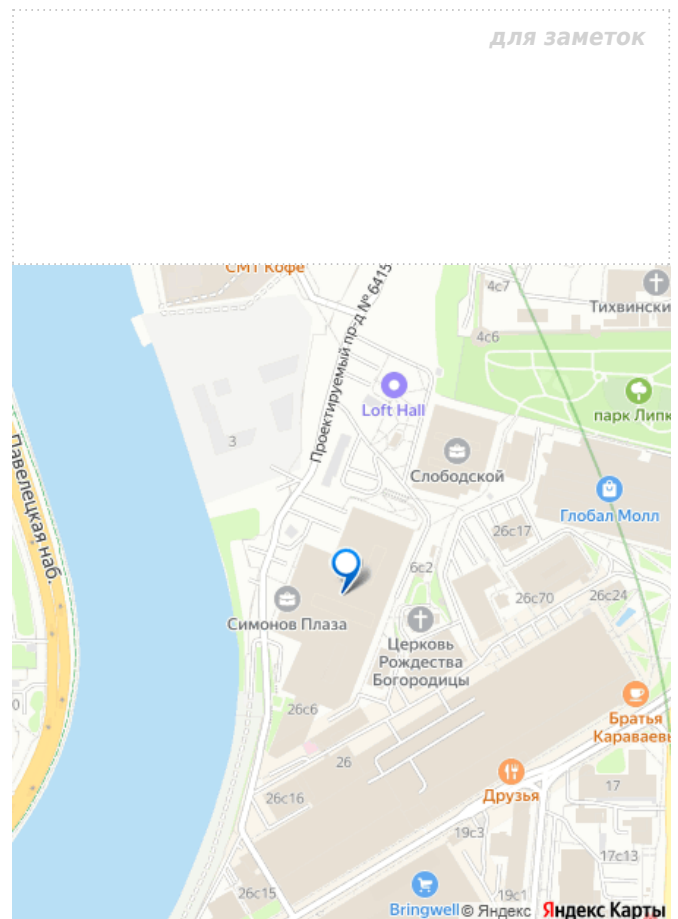 для заметок
СМТ Кофе
Проектируемый пр-д № 6415
4с7
Тихвински
4с6
Loft Hall
парк Липк
3
Слободской
Павелецкая наб.
Глобал Молл
26с17
6с2
26с70
26с24
Симонов Плаза
Церковь
Рождества
Богородицы
0
26с6
Братья
Караваевы
26
Друзья
17
26с16
19с3
17с13
26с15
19с1
Bringwell
© Яндекс Яндекс Карты